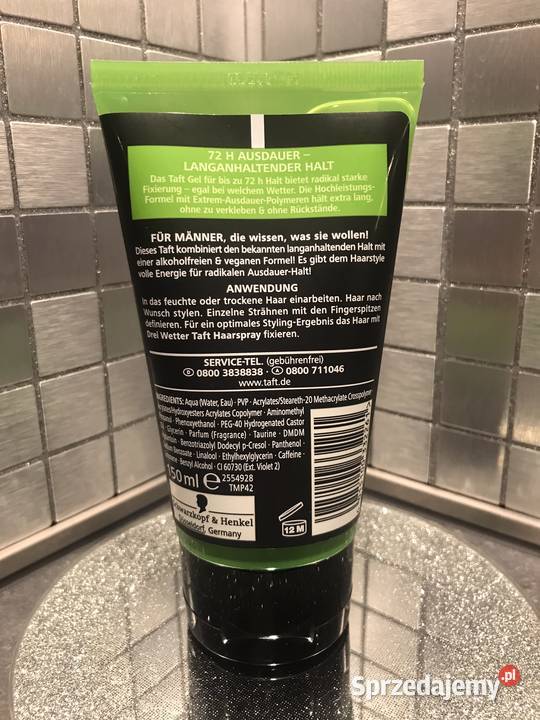 72 H AUSDAUER –
LANGANHALTENDER HALT
Das Taft Gel für bis zu 72 h Halt bietet radikal starke
Fixierung – egal bei welchem Wetter. Die Hochleistungs-
Formel mit Extrem-Ausdauer-Polymeren hält extra lang,
ohne zu verkleben & ohne Rückstände.
FÜR MÄNNER, die wissen, was sie wollen!
Dieses Taft kombiniert den bekannten langanhaltenden Halt mit
einer alkoholfreien & veganen Formel! Es gibt dem Haarstyle
volle Energie für radikalen Ausdauer-Halt!
ANWENDUNG
In das feuchte oder trockene Haar einarbeiten. Haar nach
Wunsch stylen. Einzelne Strähnen mit den Fingerspitzen
definieren. Für ein optimales Styling-Ergebnis das Haar mit
Drei Wetter Taft Haarspray fixieren.
SERVICE-TEL. (gebührenfrei)
D 0800 3838838 · A 0800 711046
www.taft.de
INGREDIENTS: Aqua (Water, Eau) · PVP · Acrylates/Steareth-20 Methacrylate Crosspolymer
Acrylates Copolymer · Aminomethyl
Phenoxyethanol · PEG-40 Hydrogenated Castor
Oil · Glycerin · Parfum (Fragrance) · Taurine · DMDM
Benzotriazolyl Dodecyl p-Cresol · Panthenol ·
Linalool · Ethylhexylglycerin · Caffeine ·
Benzyl Alcohol · CI 60730 (Ext. Violet 2)
150 ml e 2554928
TMP42
Schwarzkopf & Henkel
Düsseldorf, Germany
12 M
Sprzedajemy.pl